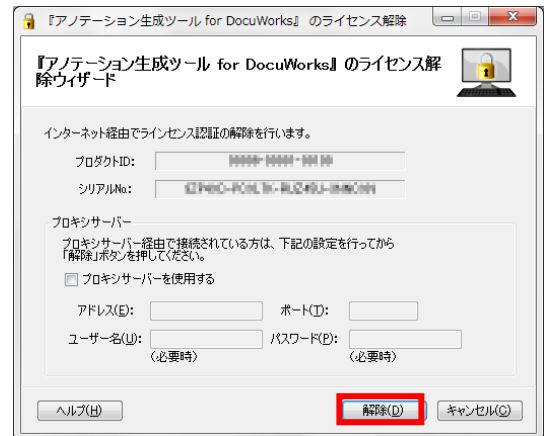 『アノテーション生成ツール for DocuWorks』 のライセンス解除
『アノテーション生成ツール for DocuWorks』のライセンス解
除ウィザード
インターネット経由でラインセンス認証の解除を行います。
プロダクトID:
シリアルNo.:
プロキシサーバー
プロキシサーバー経由で接続されている方は、下記の設定を行ってから
「解除」ボタンを押してください。
プロキシサーバーを使用する
アドレス(E): ポート(T):
ユーザー名(U): パスワード(P):
(必要時) (必要時)
ヘルプ(H) 解除(D) キャンセル(C)